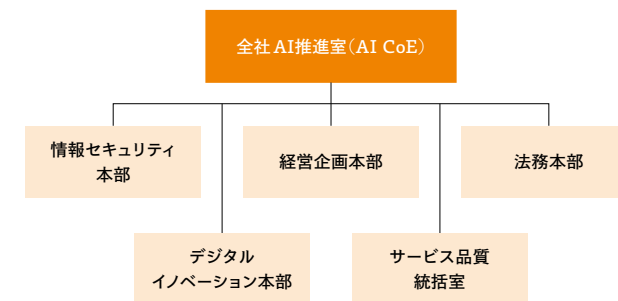 全社AI推進室(AI CoE)
情報セキュリティ
本部
経営企画本部
法務本部
デジタル
イノベーション本部
サービス品質
統括室